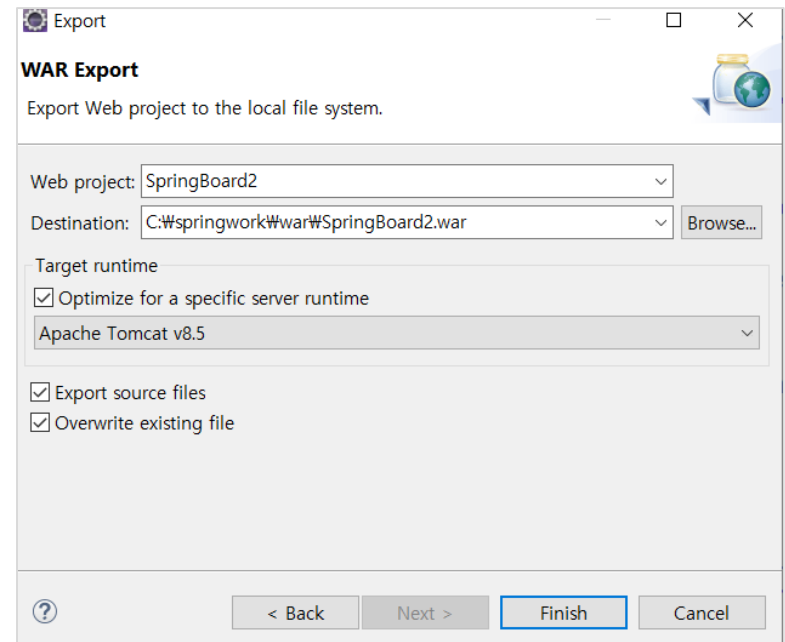 Export
WAR Export
Export Web project to the local file system.
Web project: SpringBoard2
Destination: C:₩springwork₩war₩SpringBoard2.war Browse...
Target runtime
Optimize for a specific server runtime
Apache Tomcat v8.5
Export source files
Overwrite existing file
? < Back Next > Finish Cancel